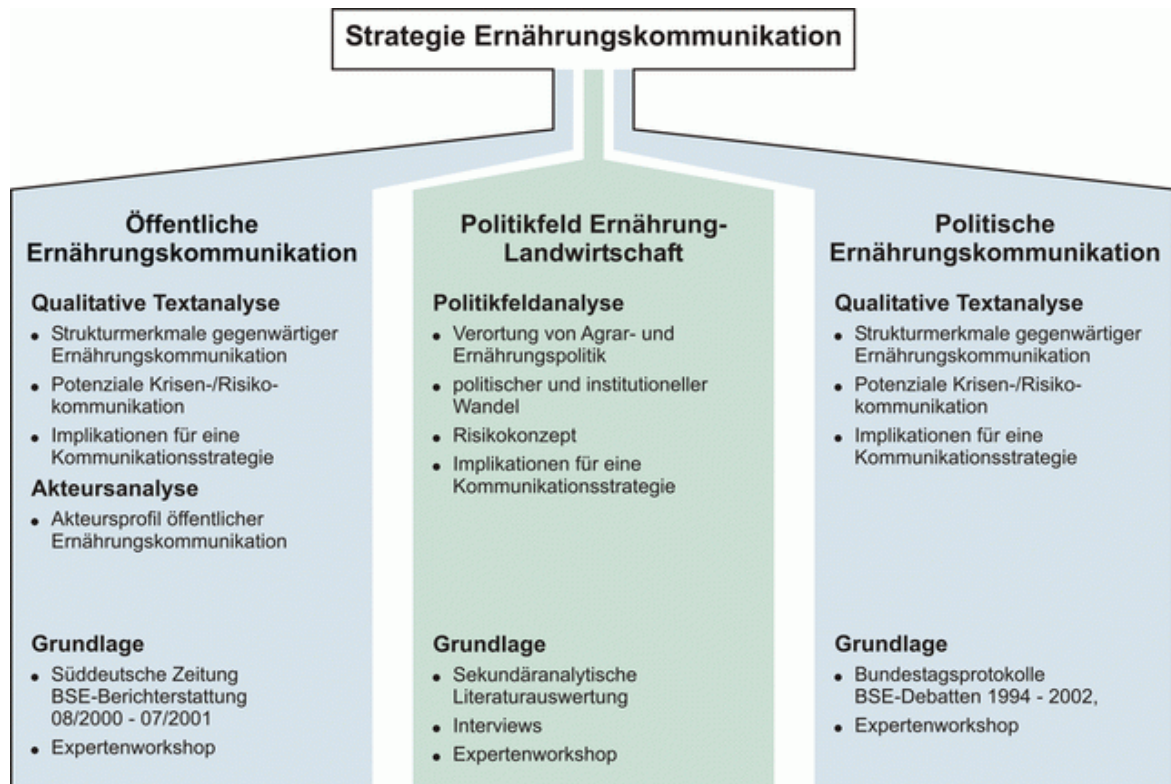 Strategie Ernährungskommunikation
Öffentliche
Ernährungskommunikation
Qualitative Textanalyse
• Strukturmerkmale gegenwärtiger
Ernährungskommunikation
• Potenziale Krisen-/Risiko-
kommunikation
• Implikationen für eine
Kommunikationsstrategie
Akteursanalyse
• Akteursprofil öffentlicher
Ernährungskommunikation
Grundlage
• Süddeutsche Zeitung
BSE-Berichterstattung
08/2000 - 07/2001
• Expertenworkshop
Politikfeld Ernährung-
Landwirtschaft
Politikfeldanalyse
• Verortung von Agrar- und
Ernährungspolitik
• politischer und institutioneller
Wandel
• Risikokonzept
• Implikationen für eine
Kommunikationsstrategie
Grundlage
• Sekundäranalytische
Literaturauswertung
• Interviews
• Expertenworkshop
Politische
Ernährungskommunikation
Qualitative Textanalyse
• Strukturmerkmale gegenwärtiger
Ernährungskommunikation
• Potenziale Krisen-/Risiko-
kommunikation
• Implikationen für eine
Kommunikationsstrategie
Grundlage
• Bundestagsprotokolle
BSE-Debatten 1994 - 2002,
• Expertenworkshop